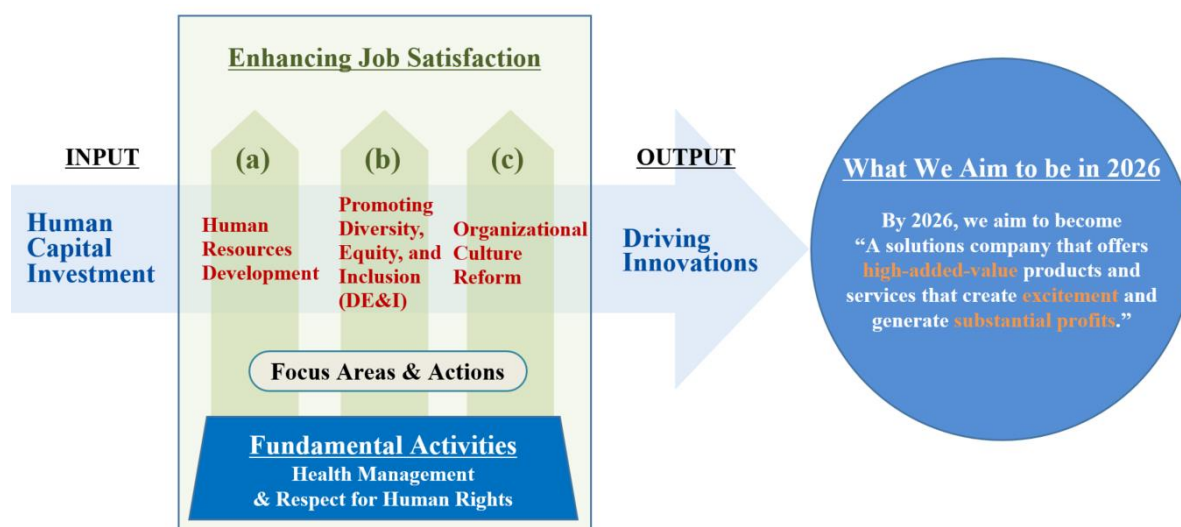 Enhancing Job Satisfaction
INPUT
Human
Capital
Investment
(a)
Human
Resources
Development
(b)
Promoting
Diversity,
Equity, and
Inclusion
(DE&I)
(c)
Organizational
Culture
Reform
Focus Areas & Actions
Fundamental Activities
Health Management
& Respect for Human Rights
OUTPUT
Driving
Innovations
What We Aim to be in 2026
By 2026, we aim to become
“A solutions company that offers
high-added-value products and
services that create excitement and
generate substantial profits.”